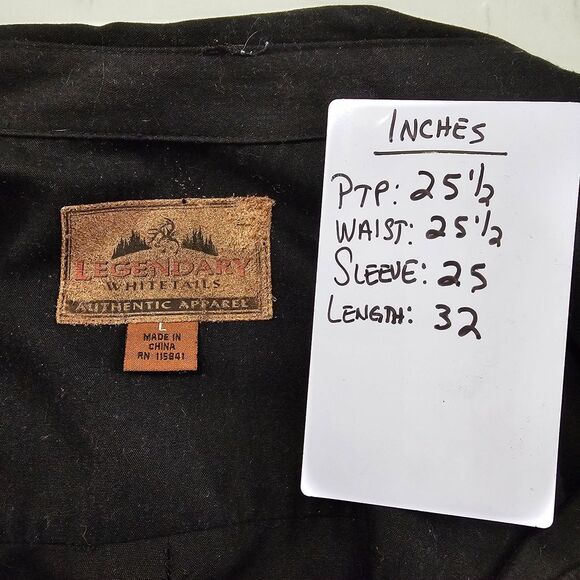 LEGENDARY
WHITETAILS
AUTHENTIC APPAREL
L
MADE IN
CHINA
RN 115841
INCHES
PTP: 25 1/2
WAIST: 25 1/2
SLEEVE: 25
LENGTH: 32